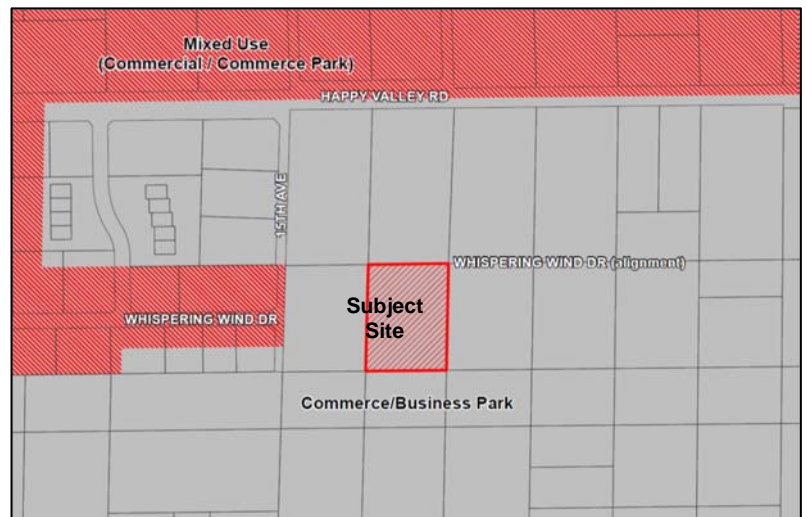 Mixed Use
(Commercial / Commerce Park)
HAPPY VALLEY RD
15TH AVE
WHISPERING WIND DR (alignment)
Subject
Site
WHISPERING WIND DR
Commerce/Business Park